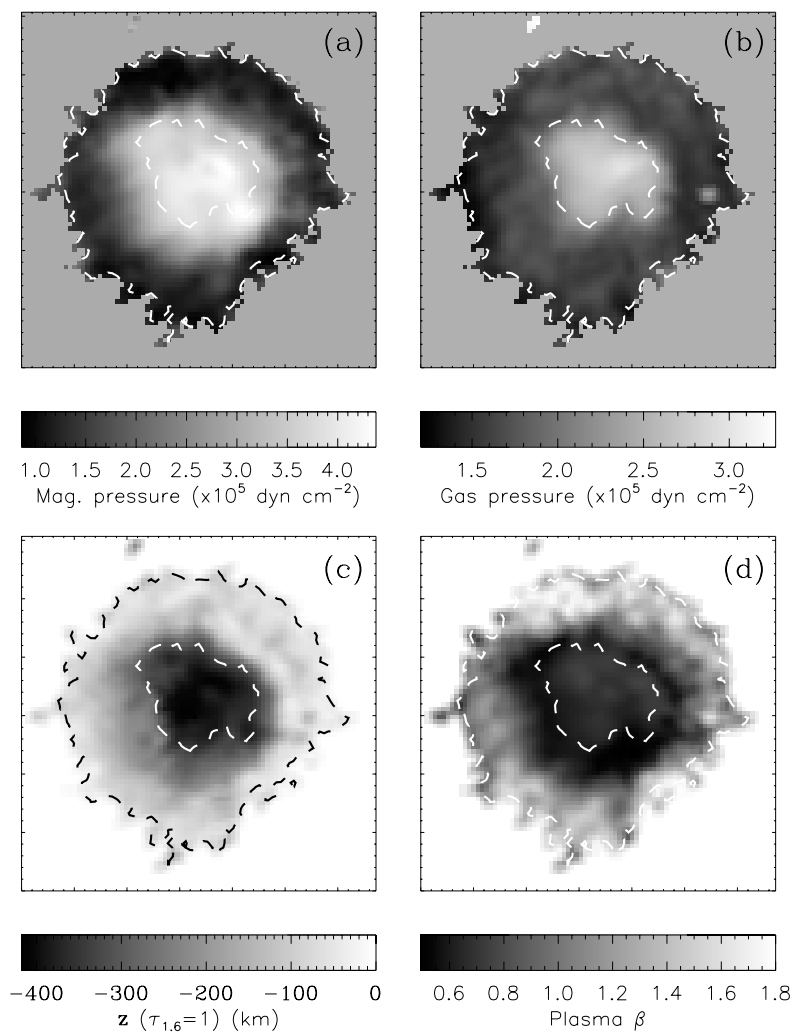 (a)
(b)
1.0 1.5 2.0 2.5 3.0 3.5 4.0
Mag. pressure (x10⁵ dyn cm⁻²)
1.5 2.0 2.5 3.0
Gas pressure (x10⁵ dyn cm⁻²)
(c)
(d)
−400 −300 −200 −100 0
z (τ₁.₆=1) (km)
0.6 0.8 1.0 1.2 1.4 1.6 1.8
Plasma β